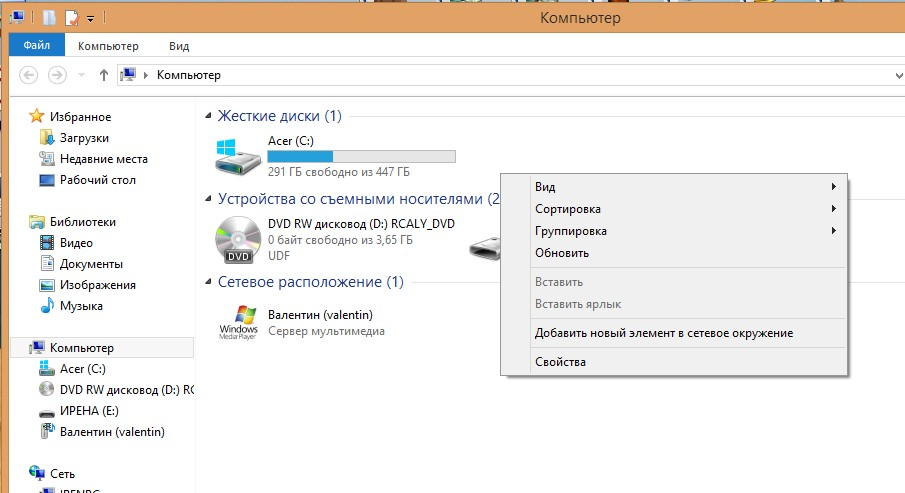 Компьютер
Файл
Компьютер
Вид
Компьютер
Избранное
Загрузки
Недавние места
Рабочий стол
Библиотеки
Видео
Документы
Изображения
Музыка
Компьютер
Acer (C:)
DVD RW дисковод (D:) RC
ИРЕНА (E:)
Валентин (valentin)
Сеть
Жесткие диски (1)
Acer (C:)
291 ГБ свободно из 447 ГБ
Устройства со съемными носителями (2
DVD RW дисковод (D:) RCALY_DVD
0 байт свободно из 3,65 ГБ
UDF
DVD
Сетевое расположение (1)
Валентин (valentin)
Сервер мультимедиа
Windows
MediaPlayer
Вид
Сортировка
Группировка
Обновить
Вставить
Вставить ярлык
Добавить новый элемент в сетевое окружение
Свойства